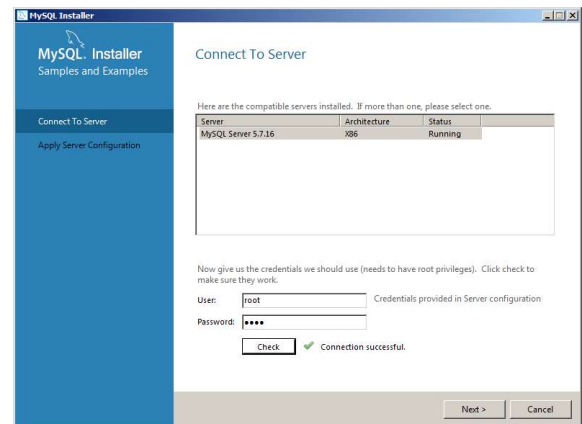 MySQL Installer
MySQL. Installer
Samples and Examples
Connect To Server
Apply Server Configuration
Connect To Server
Here are the compatible servers installed. If more than one, please select one.
Server Architecture Status
MySQL Server 5.7.16 X86 Running
Now give us the credentials we should use (needs to have root privileges). Click check to
make sure they work.
User: root Credentials provided in Server configuration
Password: ••••
Check Connection successful.
Next > Cancel